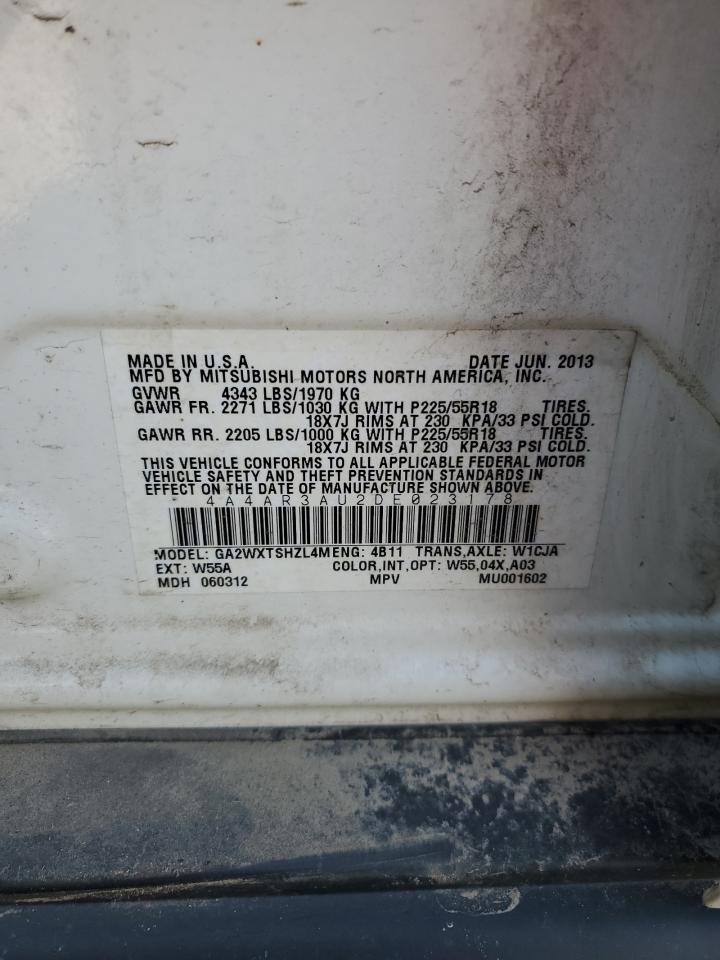 MADE IN U.S.A. DATE JUN. 2013
MFD BY MITSUBISHI MOTORS NORTH AMERICA, INC.
GVWR 4343 LBS/1970 KG
GAWR FR. 2271 LBS/1030 KG WITH P225/55R18 TIRES.
18X7J RIMS AT 230 KPA/33 PSI COLD.
GAWR RR. 2205 LBS/1000 KG WITH P225/55R18 TIRES.
18X7J RIMS AT 230 KPA/33 PSI COLD.
THIS VEHICLE CONFORMS TO ALL APPLICABLE FEDERAL MOTOR
VEHICLE SAFETY AND THEFT PREVENTION STANDARDS IN
EFFECT ON THE DATE OF MANUFACTURE SHOWN ABOVE.
4A4AR3AU2DE023178
MODEL: GA2WXTSHZL4MENG: 4B11 TRANS,AXLE: W1CJA
EXT: W55A COLOR,INT,OPT: W55,04X,A03
MDH 060312 MPV MU001602